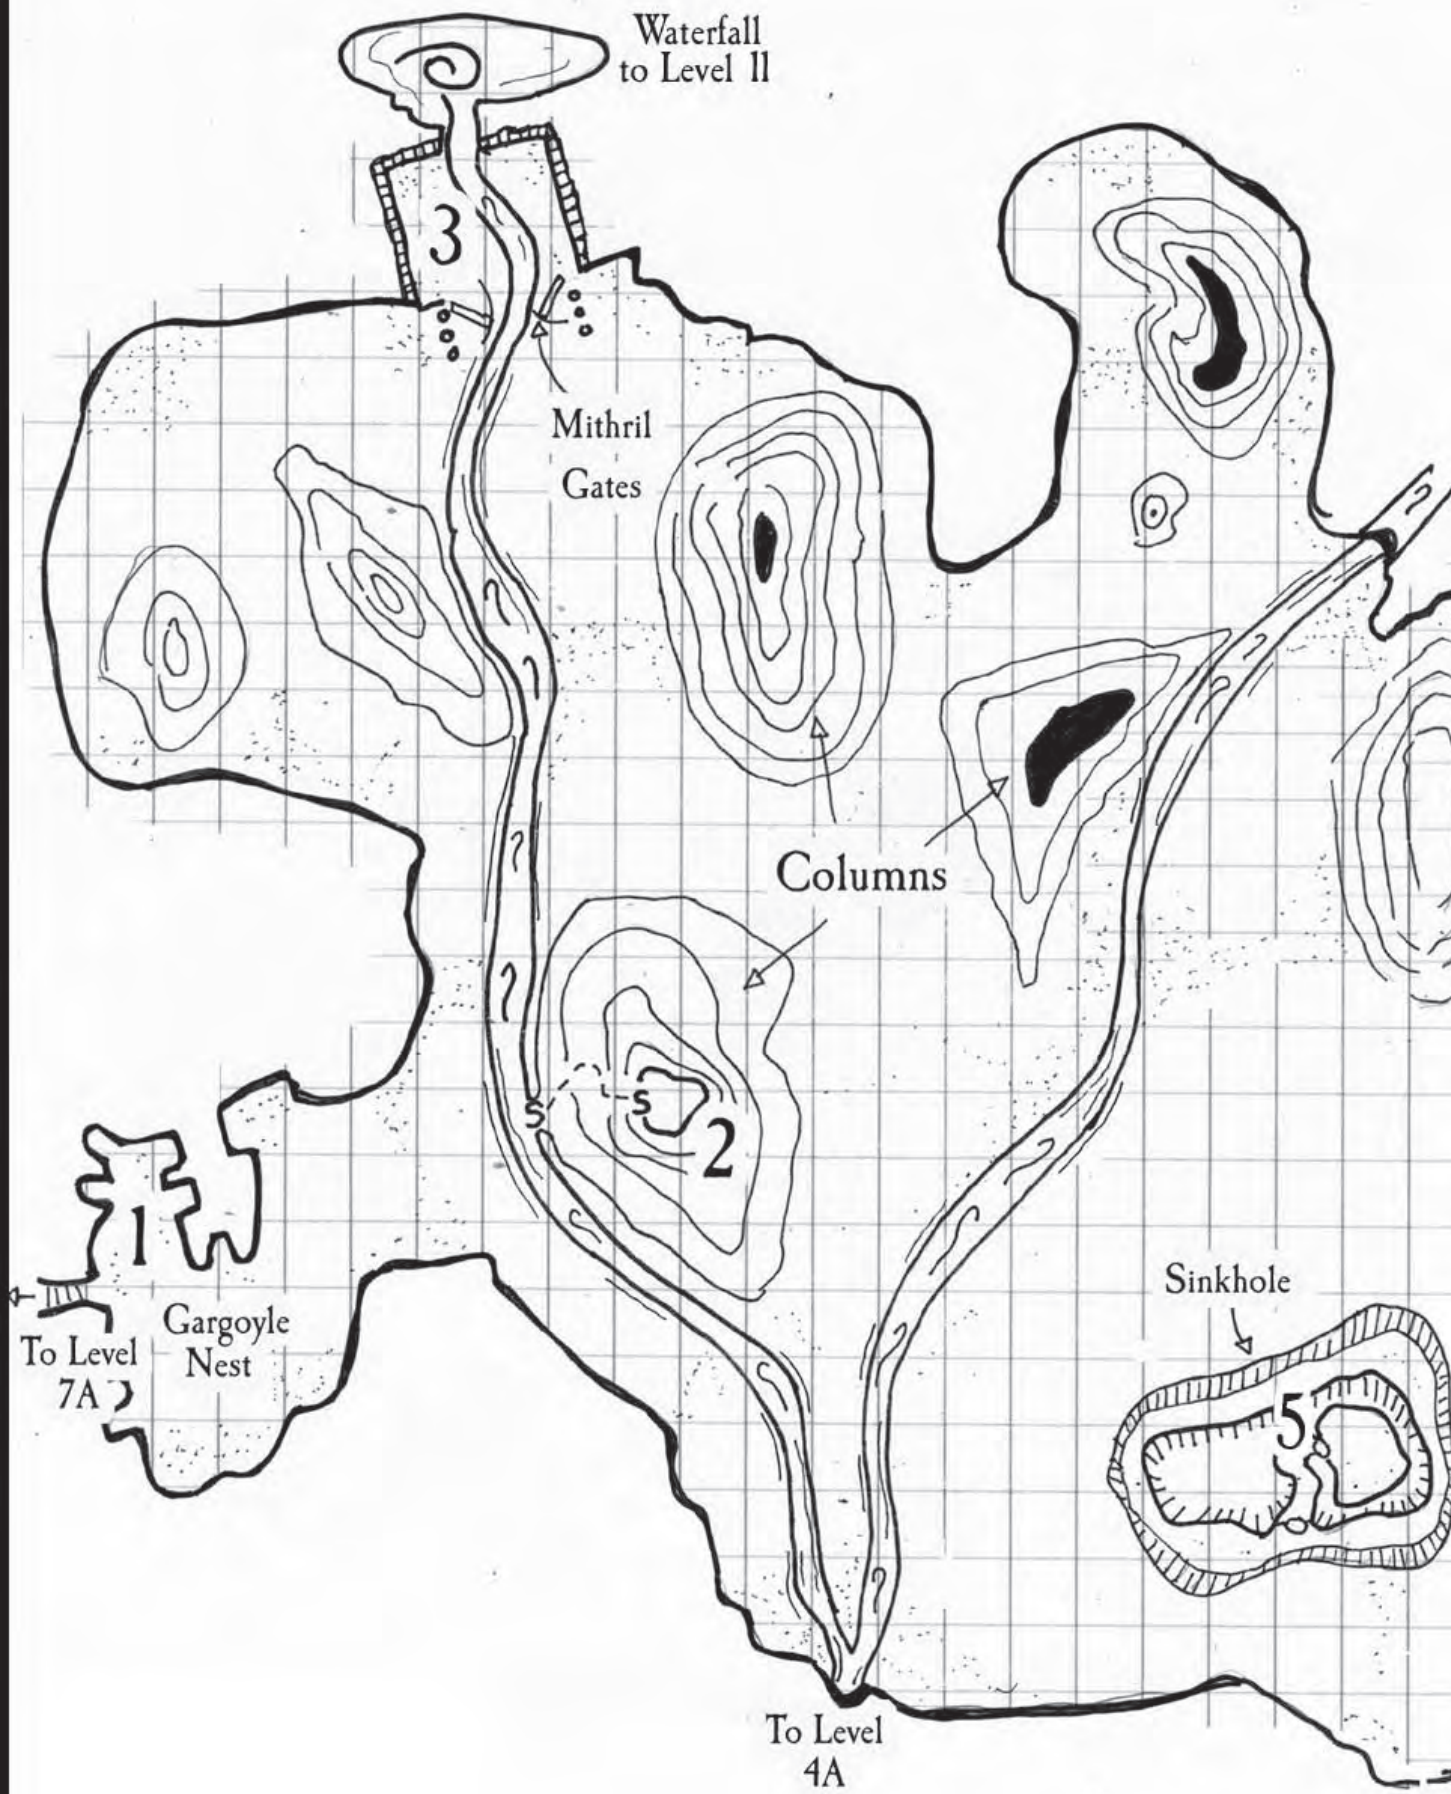 Waterfall
to Level 11
3
Mithril
Gates
Columns
S
S
2
1
Gargoyle
Nest
To Level
7A
Sinkhole
5
To Level
4A